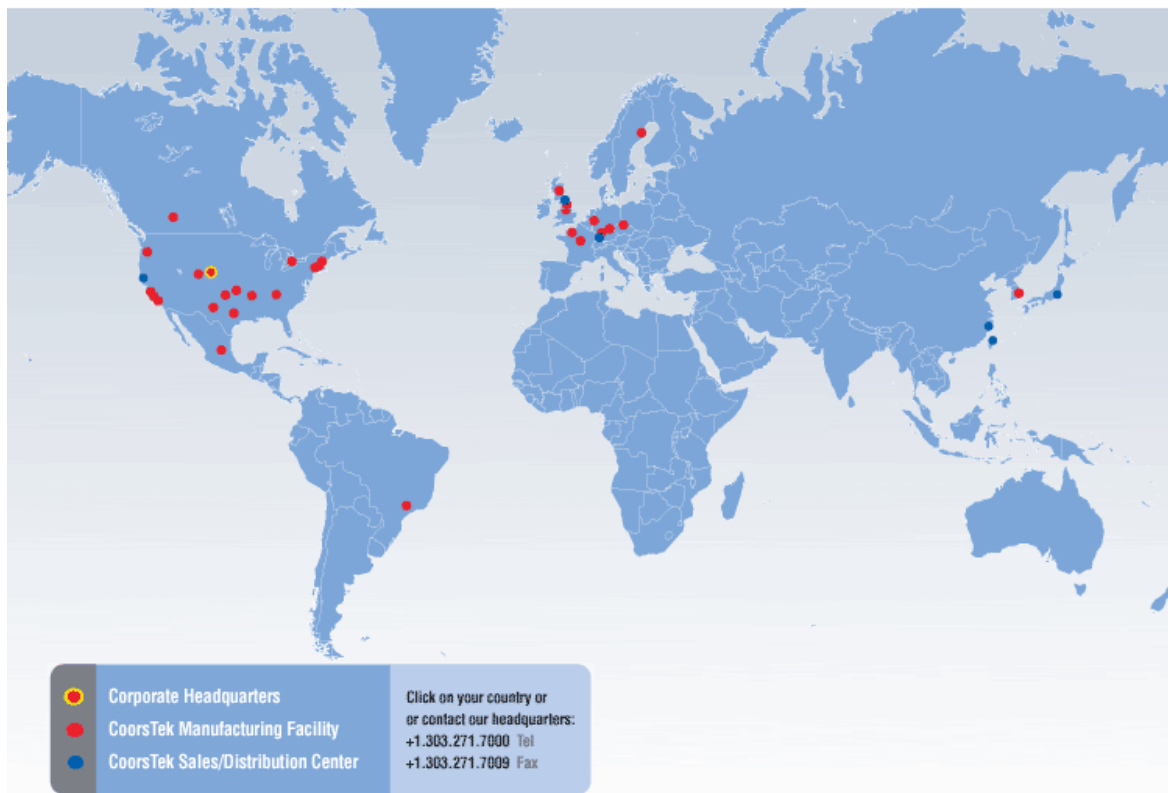 Corporate Headquarters
CoorsTek Manufacturing Facility
CoorsTek Sales/Distribution Center
Click on your country or
or contact our headquarters:
+1.303.271.7000 Tel
+1.303.271.7009 Fax